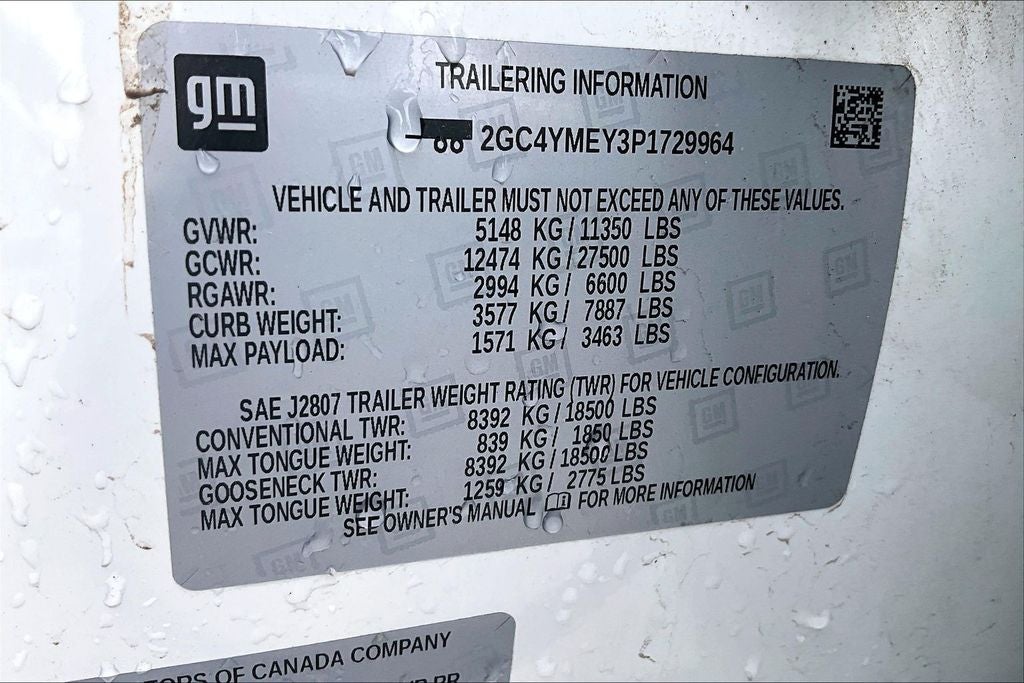 gm
TRAILERING INFORMATION
2GC4YMEY3P1729964
VEHICLE AND TRAILER MUST NOT EXCEED ANY OF THESE VALUES.
GVWR: 5148 KG / 11350 LBS
GCWR: 12474 KG / 27500 LBS
RGAWR: 2994 KG / 6600 LBS
CURB WEIGHT: 3577 KG / 7887 LBS
MAX PAYLOAD: 1571 KG / 3463 LBS
SAE J2807 TRAILER WEIGHT RATING (TWR) FOR VEHICLE CONFIGURATION.
CONVENTIONAL TWR: 8392 KG / 18500 LBS
MAX TONGUE WEIGHT: 839 KG / 1850 LBS
GOOSENECK TWR: 8392 KG / 18500 LBS
MAX TONGUE WEIGHT: 1259 KG / 2775 LBS
SEE OWNER'S MANUAL FOR MORE INFORMATION
OF CANADA COMPANY